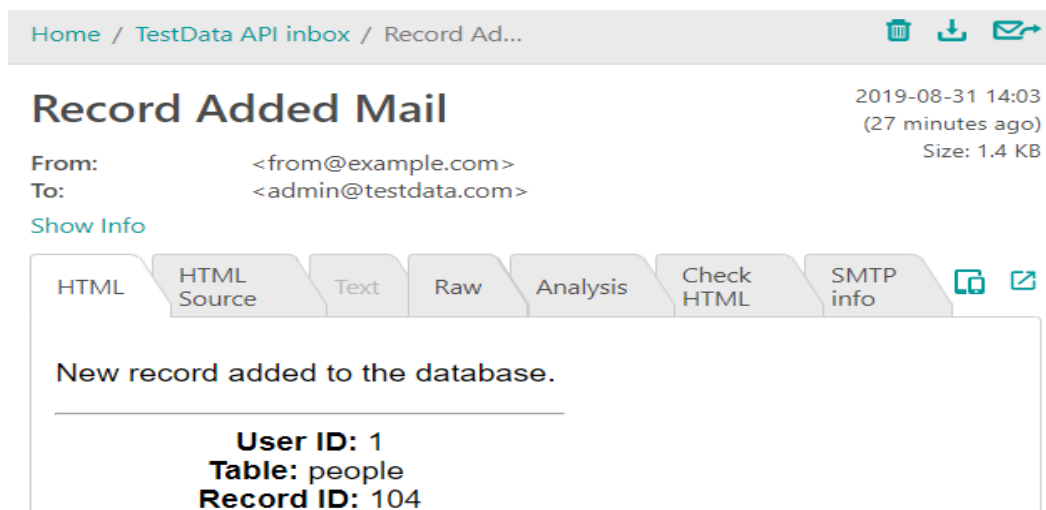 Home / TestData API inbox / Record Ad...
Record Added Mail
2019-08-31 14:03
(27 minutes ago)
Size: 1.4 KB
From: <from@example.com>
To: <admin@testdata.com>
Show Info
HTML
HTML
Source
Text
Raw
Analysis
Check
HTML
SMTP
info
New record added to the database.
User ID: 1
Table: people
Record ID: 104